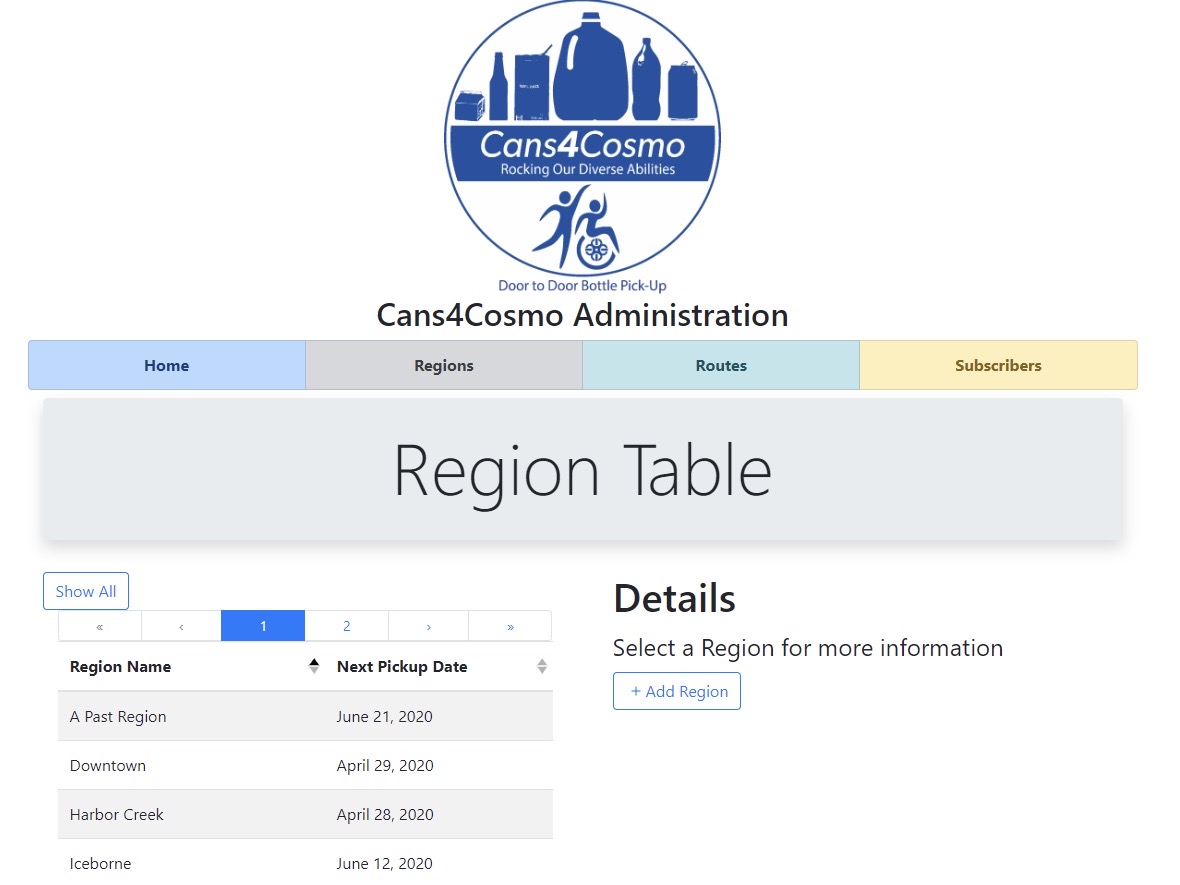 Cans4Cosmo
Rocking Our Diverse Abilities
Door to Door Bottle Pick-Up
Cans4Cosmo Administration
Home Regions Routes Subscribers
Region Table
Show All
« ‹ 1 2 › »
Region Name Next Pickup Date
A Past Region June 21, 2020
Downtown April 29, 2020
Harbor Creek April 28, 2020
Iceborne June 12, 2020
Details
Select a Region for more information
+ Add Region